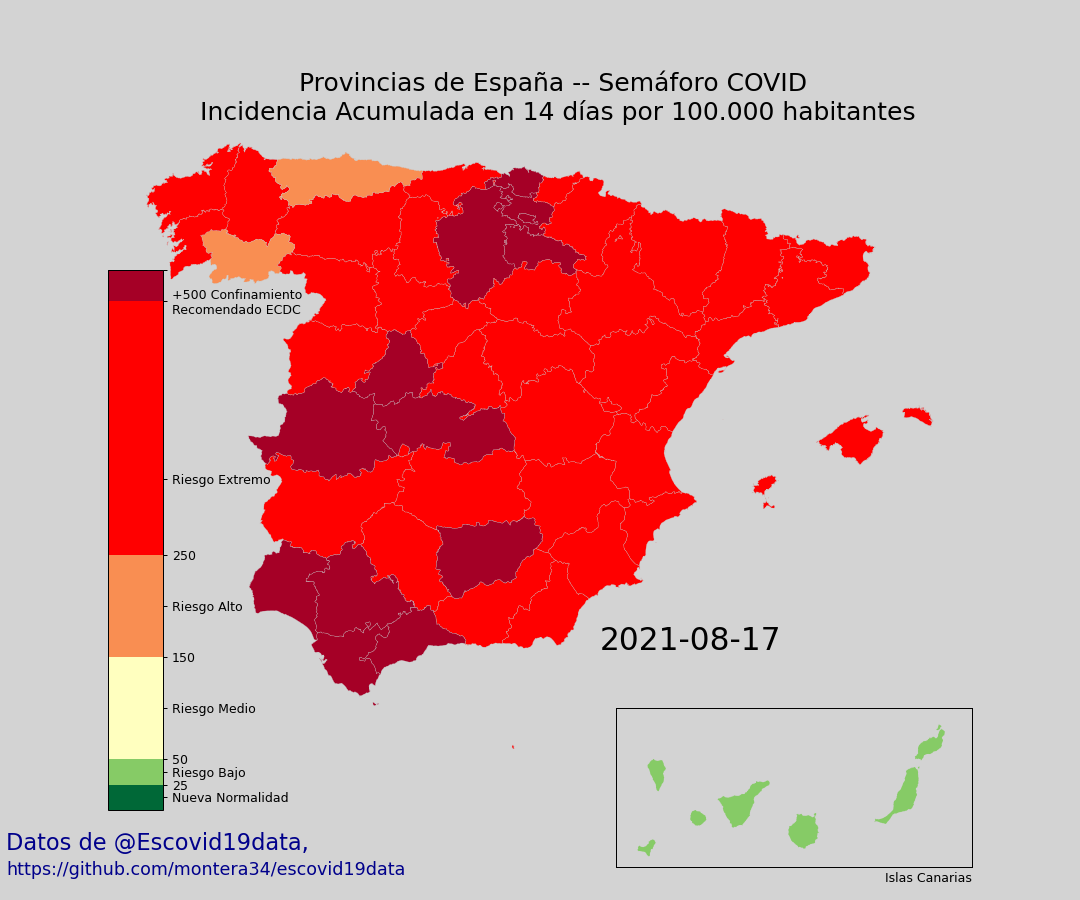 Provincias de España -- Semáforo COVID
Incidencia Acumulada en 14 días por 100.000 habitantes
+500 Confinamiento
Recomendado ECDC
Riesgo Extremo
250
Riesgo Alto
150
Riesgo Medio
50
Riesgo Bajo
25
Nueva Normalidad
2021-08-17
Islas Canarias
Datos de @Escovid19data,
https://github.com/montera34/escovid19data